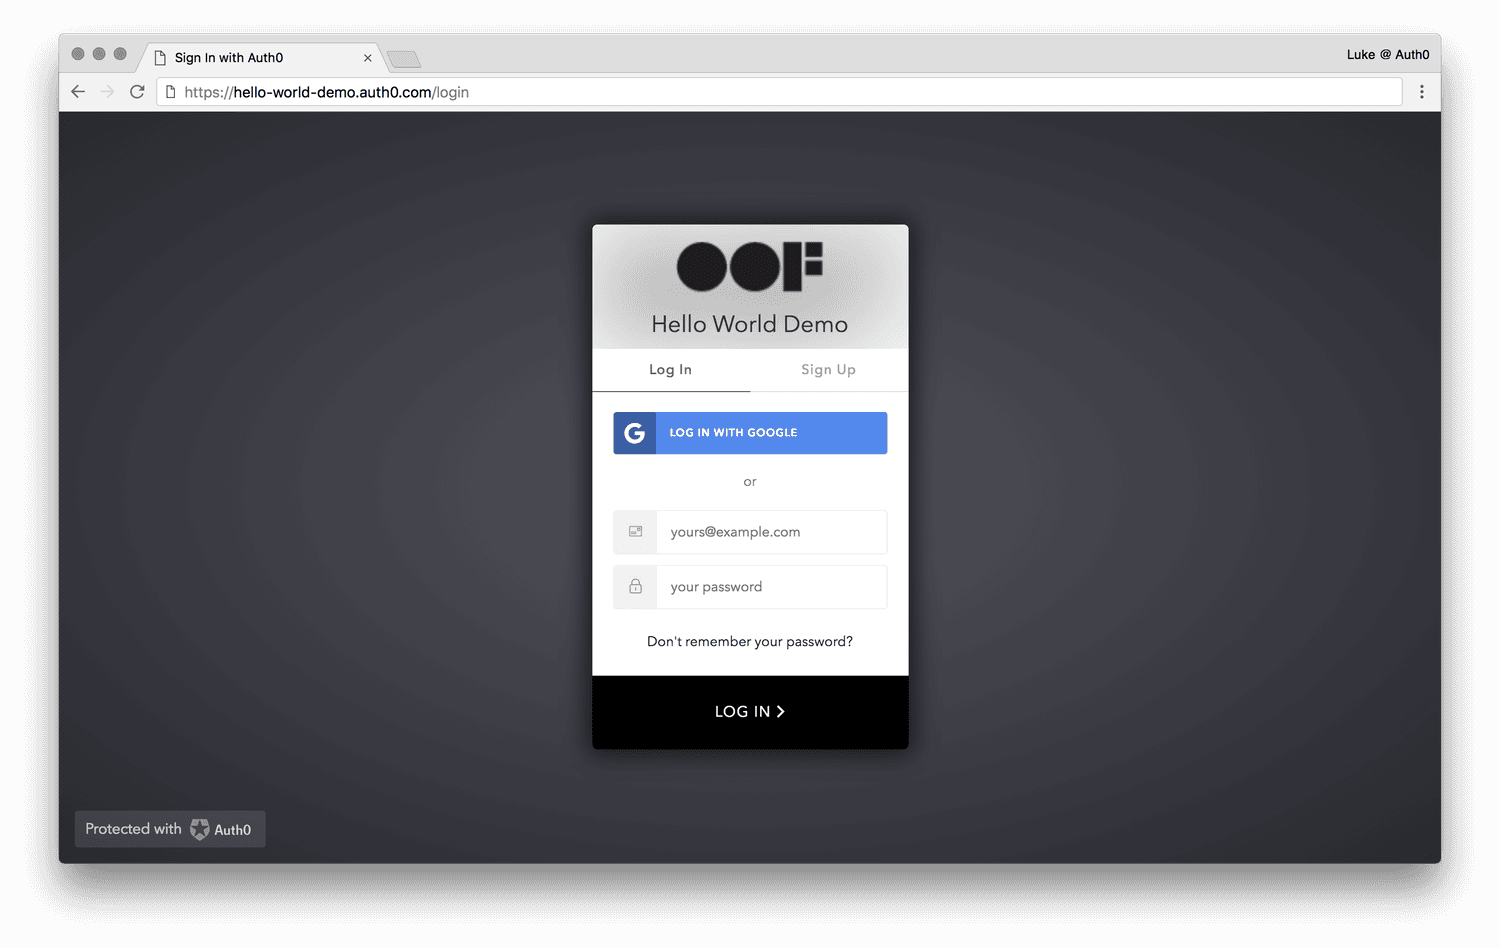 Sign In with Auth0
Luke @ Auth0
https://hello-world-demo.auth0.com/login
OOF
Hello World Demo
Log In
Sign Up
LOG IN WITH GOOGLE
or
yours@example.com
your password
Don't remember your password?
LOG IN
Protected with Auth0